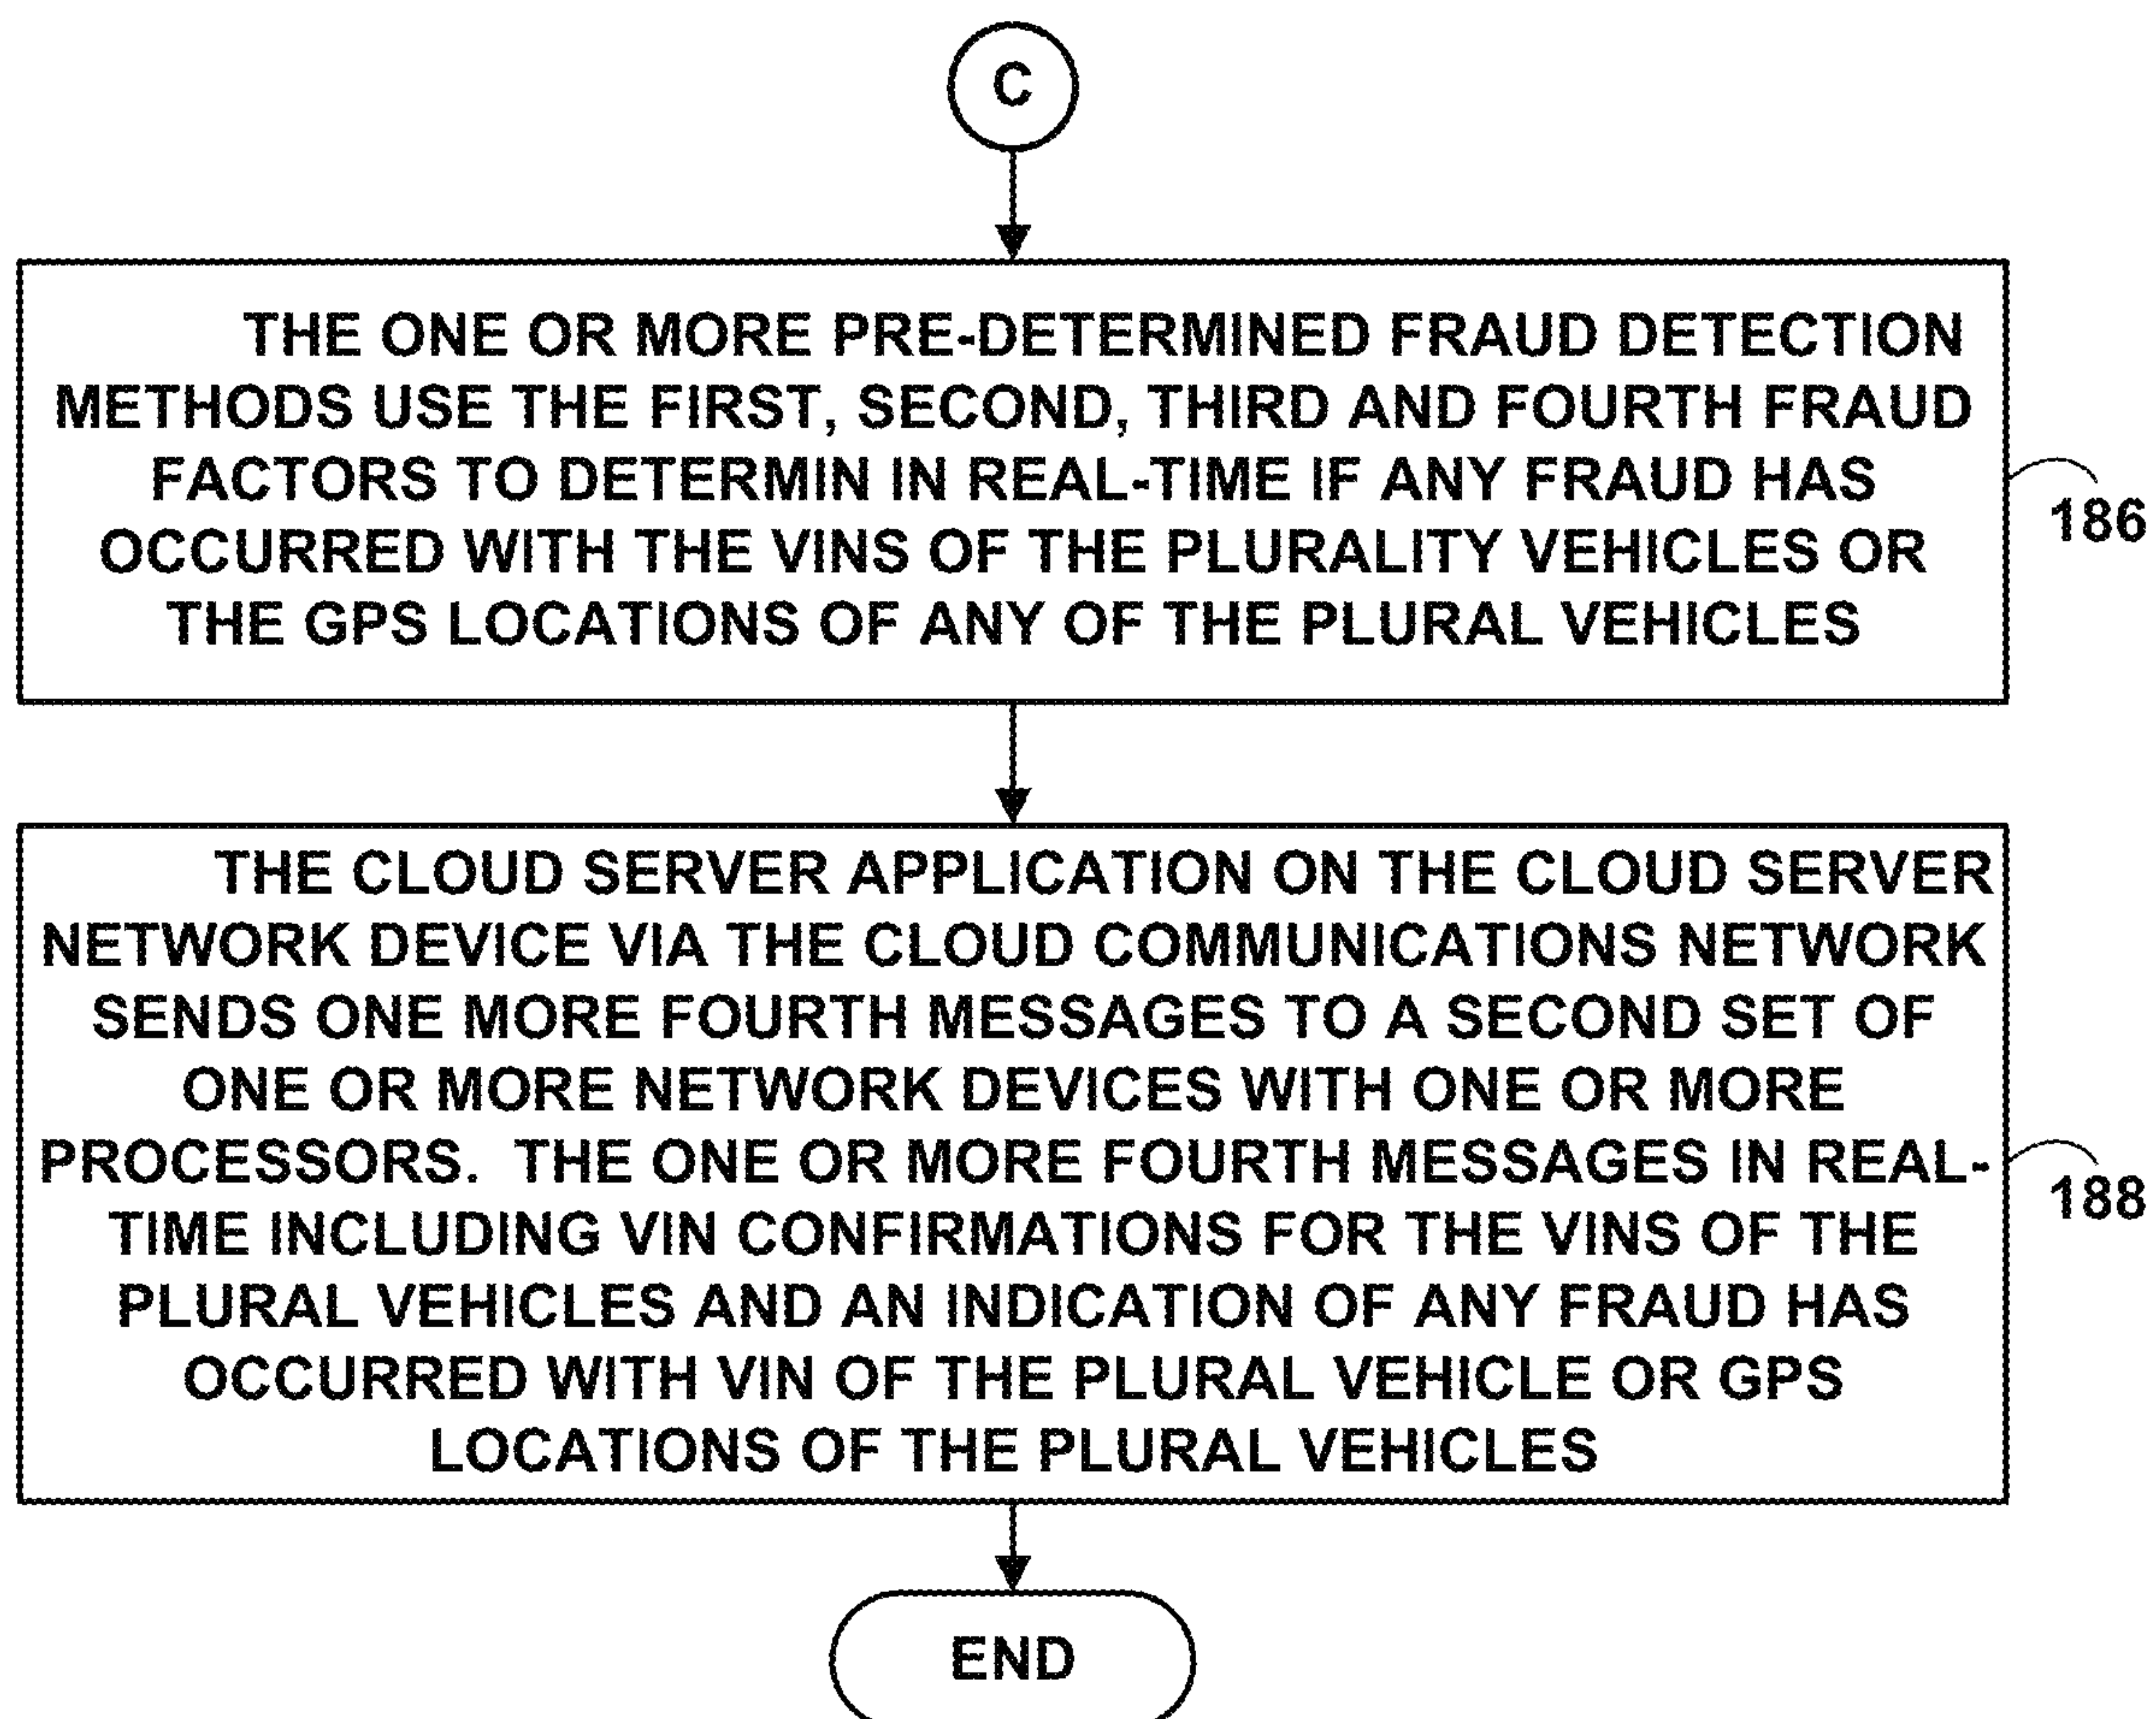 C
THE ONE OR MORE PRE-DETERMINED FRAUD DETECTION
METHODS USE THE FIRST, SECOND, THIRD AND FOURTH FRAUD
FACTORS TO DETERMIN IN REAL-TIME IF ANY FRAUD HAS
OCCURRED WITH THE VINS OF THE PLURALITY VEHICLES OR
THE GPS LOCATIONS OF ANY OF THE PLURAL VEHICLES
186
THE CLOUD SERVER APPLICATION ON THE CLOUD SERVER
NETWORK DEVICE VIA THE CLOUD COMMUNICATIONS NETWORK
SENDS ONE MORE FOURTH MESSAGES TO A SECOND SET OF
ONE OR MORE NETWORK DEVICES WITH ONE OR MORE
PROCESSORS.  THE ONE OR MORE FOURTH MESSAGES IN REAL-
TIME INCLUDING VIN CONFIRMATIONS FOR THE VINS OF THE
PLURAL VEHICLES AND AN INDICATION OF ANY FRAUD HAS
OCCURRED WITH VIN OF THE PLURAL VEHICLE OR GPS
LOCATIONS OF THE PLURAL VEHICLES
188
END